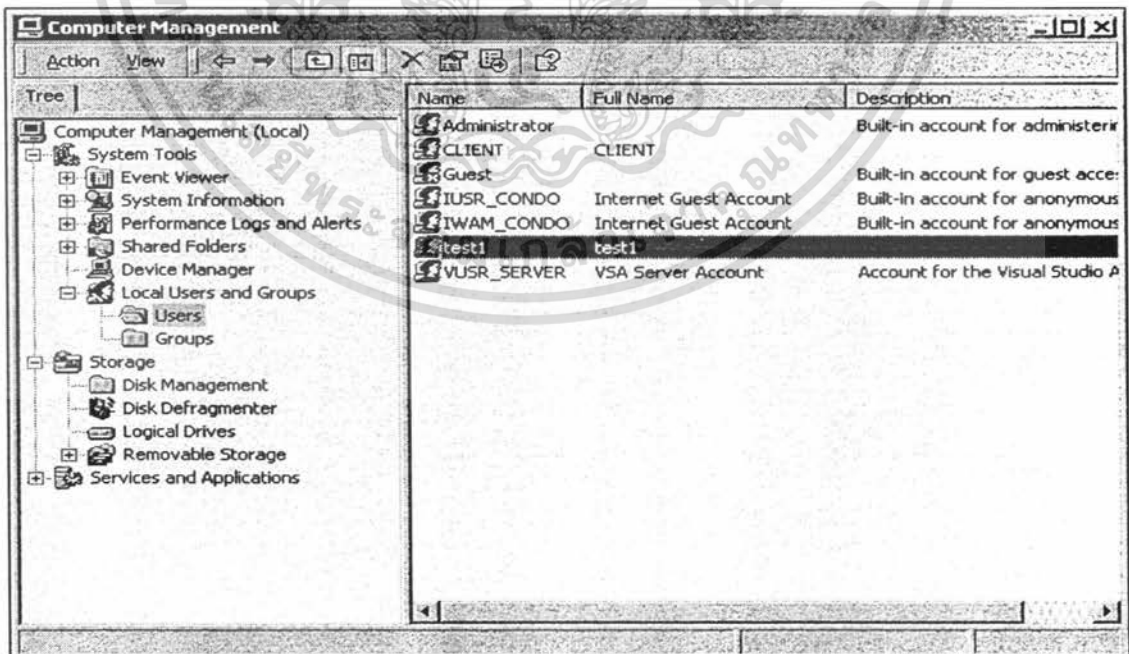 Computer Management
Action View
Tree
Computer Management (Local)
System Tools
Event Viewer
System Information
Performance Logs and Alerts
Shared Folders
Device Manager
Local Users and Groups
Users
Groups
Storage
Disk Management
Disk Defragmenter
Logical Drives
Removable Storage
Services and Applications
Name Full Name Description
Administrator Built-in account for administerir
CLIENT CLIENT
Guest Built-in account for guest acce
IUSR_CONDO Internet Guest Account Built-in account for anonymous
IWAM_CONDO Internet Guest Account Built-in account for anonymous
test1 test1
VUSR_SERVER VSA Server Account Account for the Visual Studio A